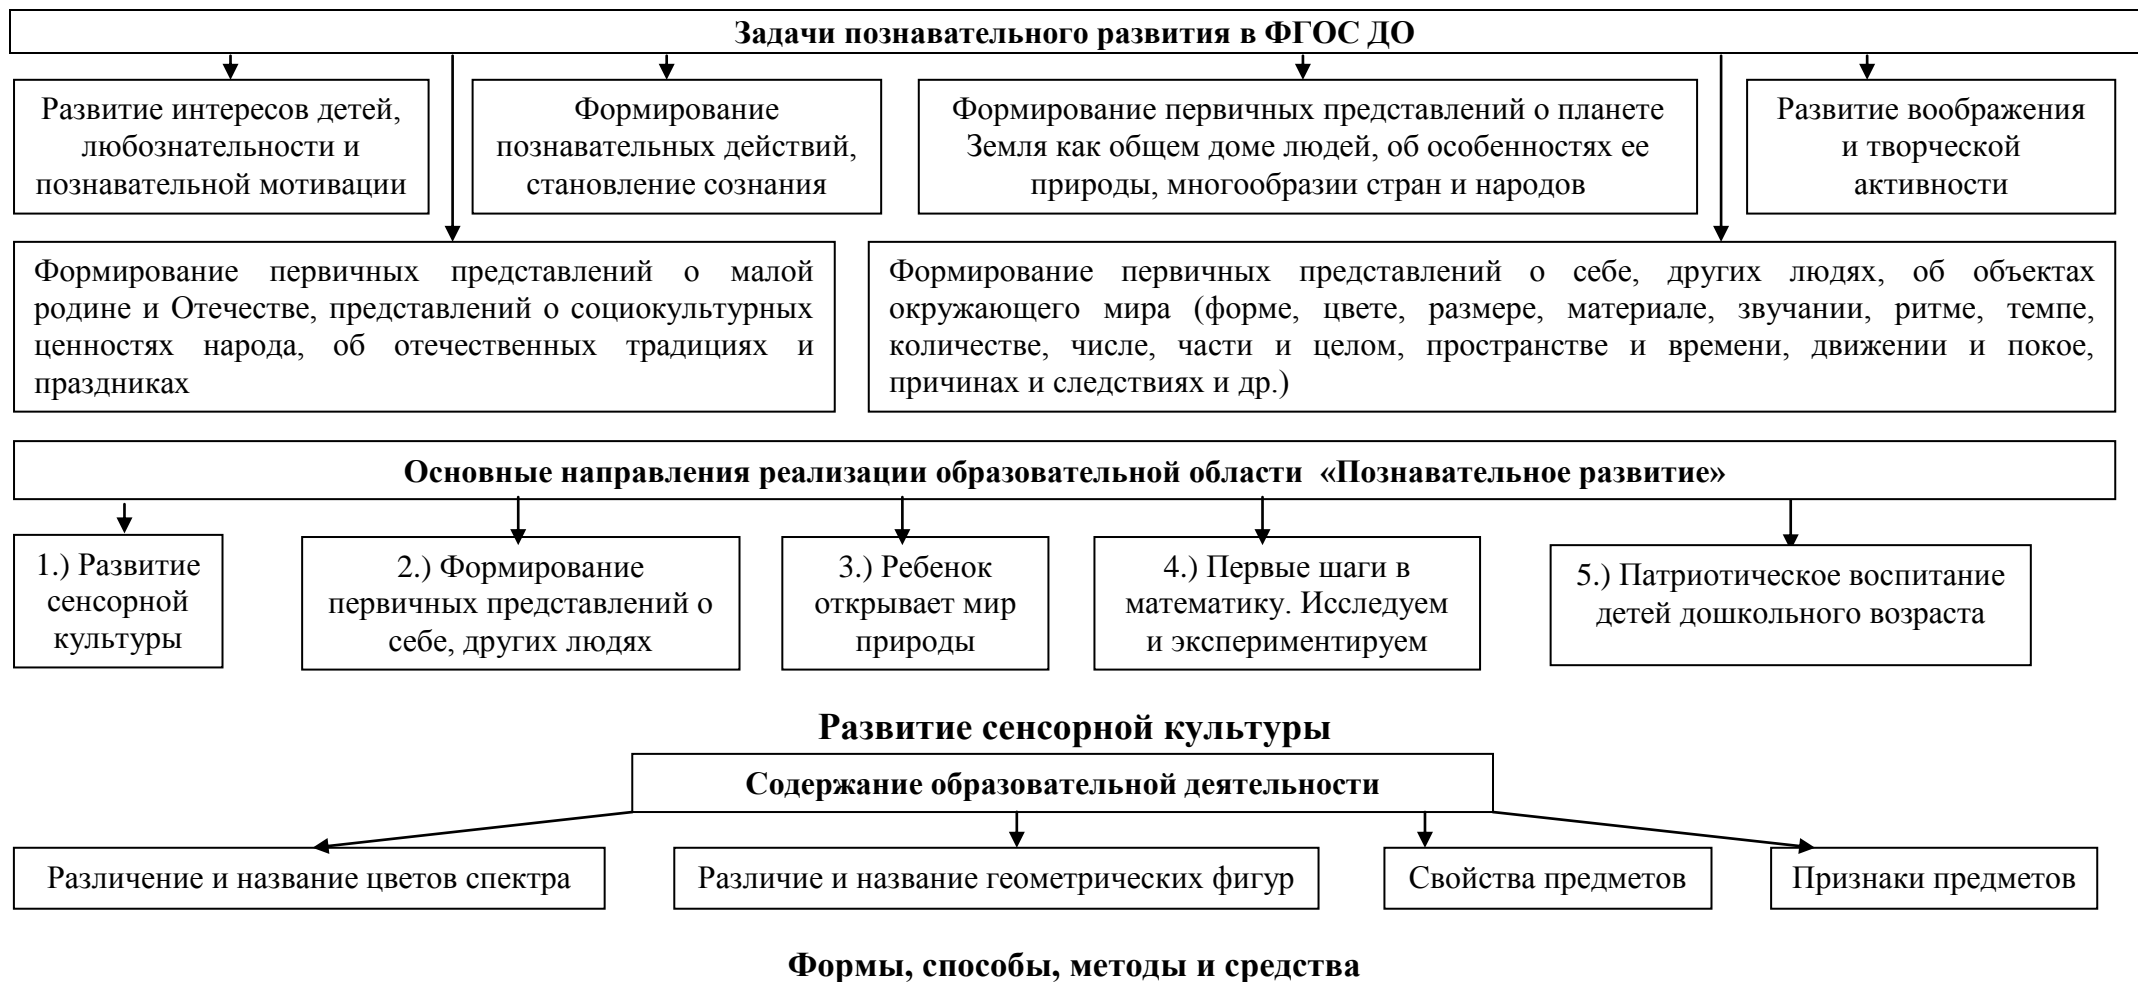 Задачи познавательного развития в ФГОС ДО
Развитие интересов детей,
любознательности и
познавательной мотивации
Формирование
познавательных действий,
становление сознания
Формирование первичных представлений о планете
Земля как общем доме людей, об особенностях ее
природы, многообразии стран и народов
Развитие воображения
и творческой
активности
Формирование первичных представлений о малой
родине и Отечестве, представлений о социокультурных
ценностях народа, об отечественных традициях и
праздниках
Формирование первичных представлений о себе, других людях, об объектах
окружающего мира (форме, цвете, размере, материале, звучании, ритме, темпе,
количестве, числе, части и целом, пространстве и времени, движении и покое,
причинах и следствиях и др.)
Основные направления реализации образовательной области «Познавательное развитие»
1.) Развитие
сенсорной
культуры
2.) Формирование
первичных представлений о
себе, других людях
3.) Ребенок
открывает мир
природы
4.) Первые шаги в
математику. Исследуем
и экспериментируем
5.) Патриотическое воспитание
детей дошкольного возраста
Развитие сенсорной культуры
Содержание образовательной деятельности
Различение и название цветов спектра
Различие и название геометрических фигур
Свойства предметов
Признаки предметов
Формы, способы, методы и средства